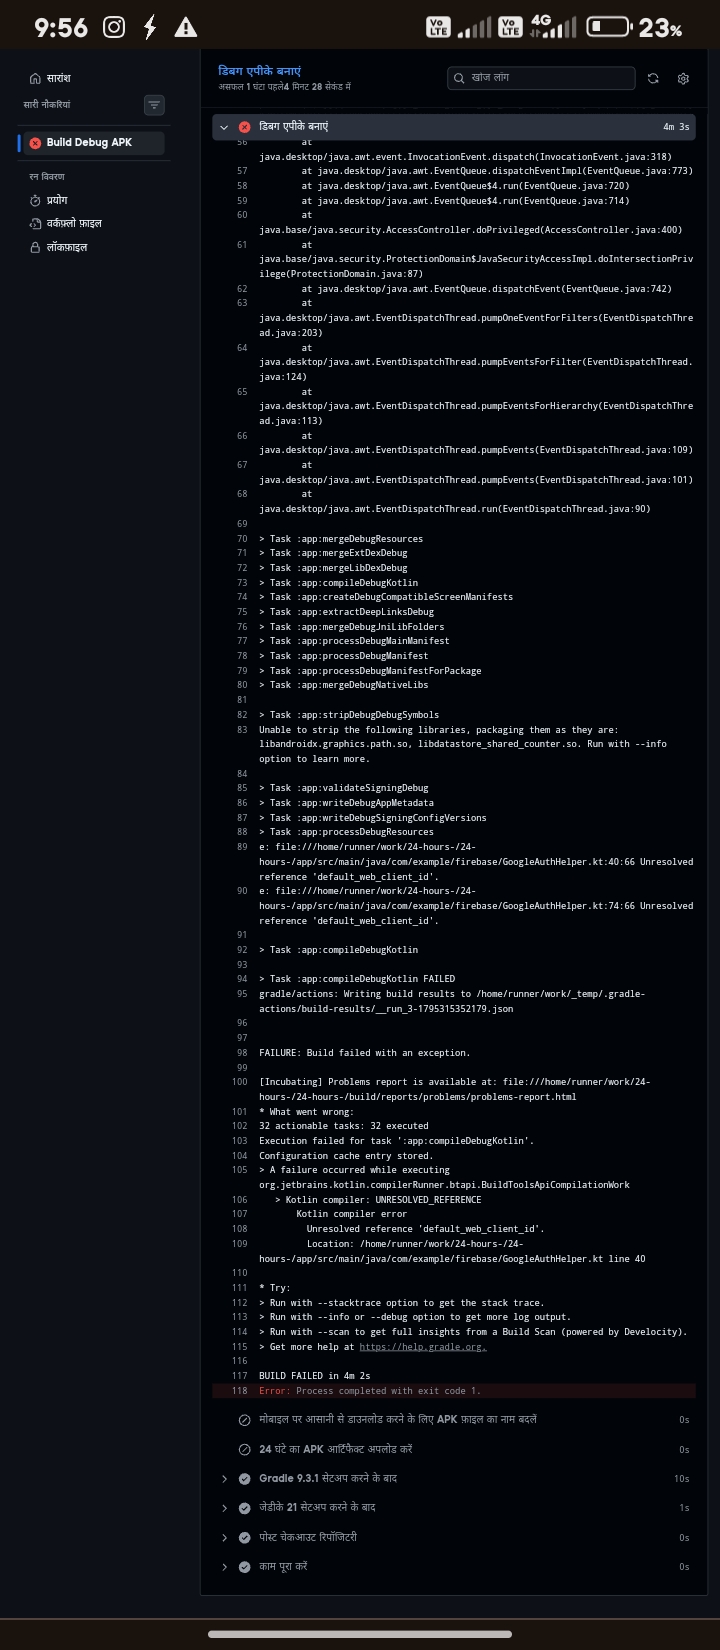 9:56
Vo LTE
Vo LTE
4G
23%
सारांश
सारी नौकरियां
Build Debug APK
रन विवरण
प्रयोग
वर्कफ़्लो फ़ाइल
लॉकफ़ाइल
डिबग एपीके बनाएं
असफल 1 घंटा पहले4 मिनट 28 सेकंड में
खोज लॉग
डिबग एपीके बनाएं 4m 3s
56 at
java.desktop/java.awt.event.InvocationEvent.dispatch(InvocationEvent.java:318)
57 at java.desktop/java.awt.EventQueue.dispatchEventImpl(EventQueue.java:773)
58 at java.desktop/java.awt.EventQueue$4.run(EventQueue.java:720)
59 at java.desktop/java.awt.EventQueue$4.run(EventQueue.java:714)
60 at
java.base/java.security.AccessController.doPrivileged(AccessController.java:400)
61 at
java.base/java.security.ProtectionDomain$JavaSecurityAccessImpl.doIntersectionPriv
ilege(ProtectionDomain.java:87)
62 at java.desktop/java.awt.EventQueue.dispatchEvent(EventQueue.java:742)
63 at
java.desktop/java.awt.EventDispatchThread.pumpOneEventForFilters(EventDispatchThre
ad.java:203)
64 at
java.desktop/java.awt.EventDispatchThread.pumpEventsForFilter(EventDispatchThread.
java:124)
65 at
java.desktop/java.awt.EventDispatchThread.pumpEventsForHierarchy(EventDispatchThre
ad.java:113)
66 at
java.desktop/java.awt.EventDispatchThread.pumpEvents(EventDispatchThread.java:109)
67 at
java.desktop/java.awt.EventDispatchThread.pumpEvents(EventDispatchThread.java:101)
68 at
java.desktop/java.awt.EventDispatchThread.run(EventDispatchThread.java:90)
69
70 > Task :app:mergeDebugResources
71 > Task :app:mergeExtDexDebug
72 > Task :app:mergeLibDexDebug
73 > Task :app:compileDebugKotlin
74 > Task :app:createDebugCompatibleScreenManifests
75 > Task :app:extractDeepLinksDebug
76 > Task :app:mergeDebugJniLibFolders
77 > Task :app:processDebugMainManifest
78 > Task :app:processDebugManifest
79 > Task :app:processDebugManifestForPackage
80 > Task :app:mergeDebugNativeLibs
81
82 > Task :app:stripDebugDebugSymbols
83 Unable to strip the following libraries, packaging them as they are:
libandroidx.graphics.path.so, libdatastore_shared_counter.so. Run with --info
option to learn more.
84
85 > Task :app:validateSigningDebug
86 > Task :app:writeDebugAppMetadata
87 > Task :app:writeDebugSigningConfigVersions
88 > Task :app:processDebugResources
89 e: file:///home/runner/work/24-hours-/24-
hours-/app/src/main/java/com/example/firebase/GoogleAuthHelper.kt:40:66 Unresolved
reference 'default_web_client_id'.
90 e: file:///home/runner/work/24-hours-/24-
hours-/app/src/main/java/com/example/firebase/GoogleAuthHelper.kt:74:66 Unresolved
reference 'default_web_client_id'.
91
92 > Task :app:compileDebugKotlin
93
94 > Task :app:compileDebugKotlin FAILED
95 gradle/actions: Writing build results to /home/runner/work/_temp/.gradle-
actions/build-results/__run_3-1795315352179.json
96
97
98 FAILURE: Build failed with an exception.
99
100 [Incubating] Problems report is available at: file:///home/runner/work/24-
hours-/24-hours-/build/reports/problems/problems-report.html
101 * What went wrong:
102 32 actionable tasks: 32 executed
103 Execution failed for task ':app:compileDebugKotlin'.
104 Configuration cache entry stored.
105 > A failure occurred while executing
org.jetbrains.kotlin.compilerRunner.btapi.BuildToolsApiCompilationWork
106 > Kotlin compiler: UNRESOLVED_REFERENCE
107 Kotlin compiler error
108 Unresolved reference 'default_web_client_id'.
109 Location: /home/runner/work/24-hours-/24-
hours-/app/src/main/java/com/example/firebase/GoogleAuthHelper.kt line 40
110
111 * Try:
112 > Run with --stacktrace option to get the stack trace.
113 > Run with --info or --debug option to get more log output.
114 > Run with --scan to get full insights from a Build Scan (powered by Develocity).
115 > Get more help at https://help.gradle.org.
116
117 BUILD FAILED in 4m 2s
118 Error: Process completed with exit code 1.
मोबाइल पर आसानी से डाउनलोड करने के लिए APK फ़ाइल का नाम बदलें 0s
24 घंटे का APK आर्टिफैक्ट अपलोड करें 0s
Gradle 9.3.1 सेटअप करने के बाद 10s
जेडीके 21 सेटअप करने के बाद 1s
पोस्ट चेकआउट रिपॉजिटरी 0s
काम पूरा करें 0s